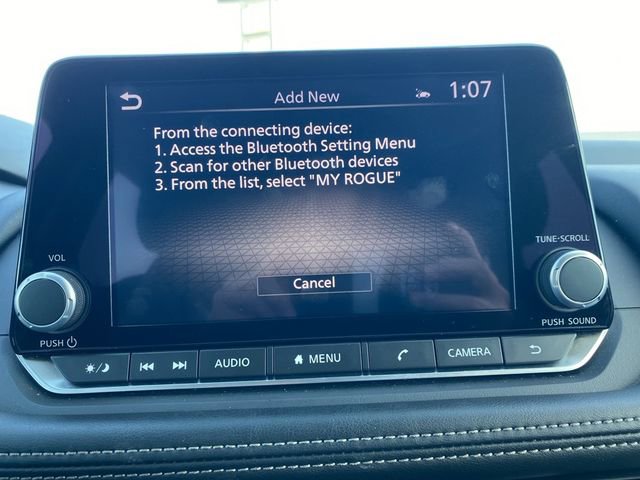 Add New
1:07
From the connecting device:
1. Access the Bluetooth Setting Menu
2. Scan for other Bluetooth devices
3. From the list, select "MY ROGUE"
Cancel
VOL
PUSH
TUNE·SCROLL
PUSH SOUND
AUDIO
MENU
CAMERA